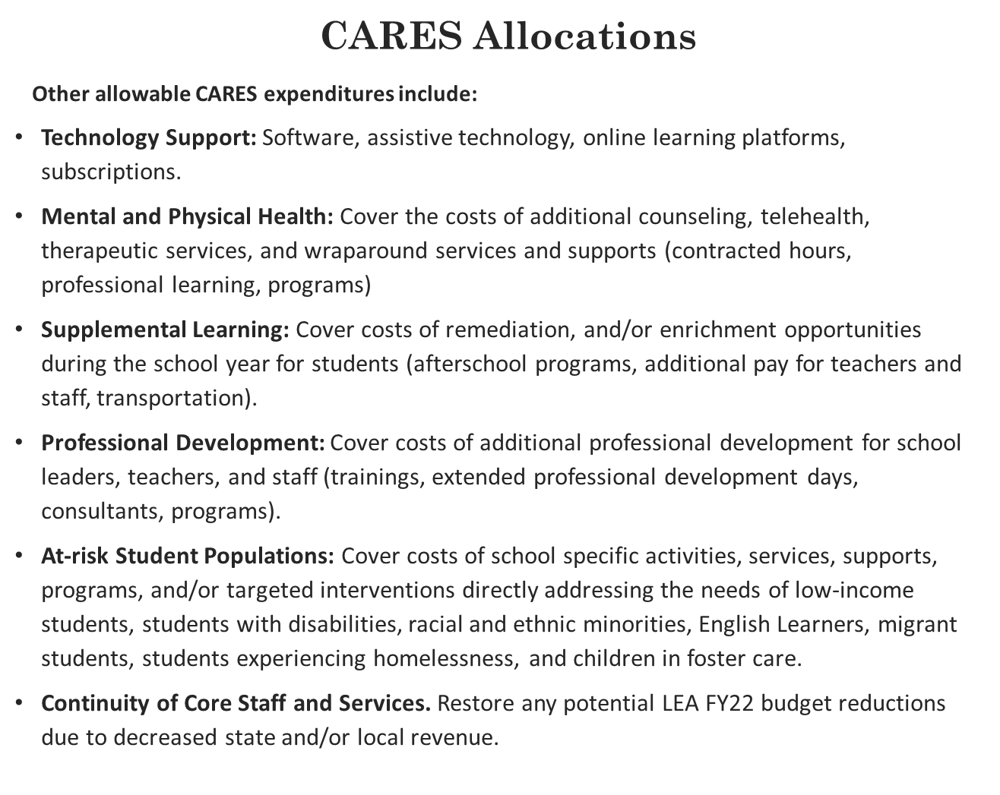 CARES Allocations
Other allowable CARES expenditures include:
• Technology Support: Software, assistive technology, online learning platforms,
subscriptions.
• Mental and Physical Health: Cover the costs of additional counseling, telehealth,
therapeutic services, and wraparound services and supports (contracted hours,
professional learning, programs)
• Supplemental Learning: Cover costs of remediation, and/or enrichment opportunities
during the school year for students (afterschool programs, additional pay for teachers and
staff, transportation).
• Professional Development: Cover costs of additional professional development for school
leaders, teachers, and staff (trainings, extended professional development days,
consultants, programs).
• At-risk Student Populations: Cover costs of school specific activities, services, supports,
programs, and/or targeted interventions directly addressing the needs of low-income
students, students with disabilities, racial and ethnic minorities, English Learners, migrant
students, students experiencing homelessness, and children in foster care.
• Continuity of Core Staff and Services. Restore any potential LEA FY22 budget reductions
due to decreased state and/or local revenue.